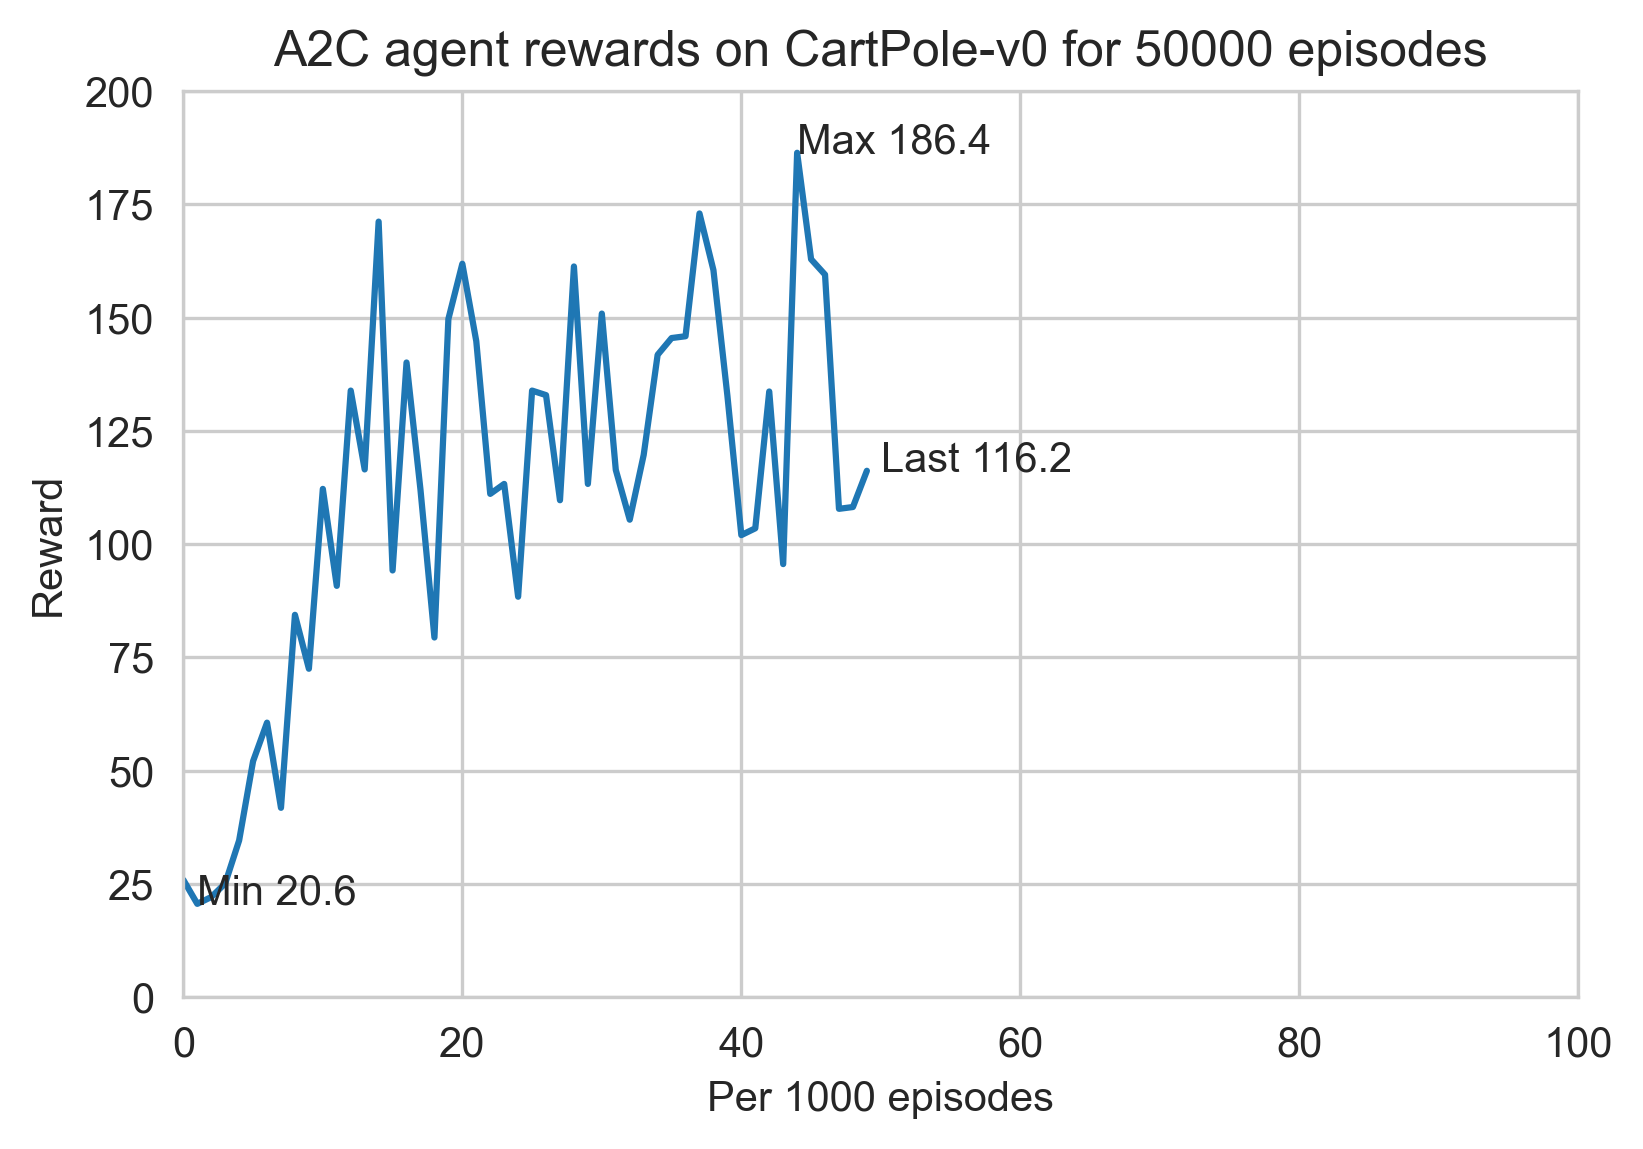 A2C agent rewards on CartPole-v0 for 50000 episodes
200
175
150
125
100
75
50
25
0
Reward
Max 186.4
Last 116.2
Min 20.6
0 20 40 60 80 100
Per 1000 episodes